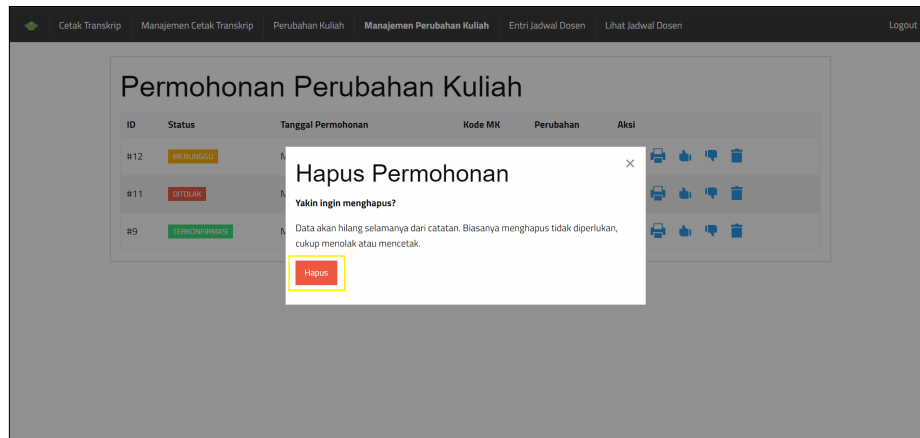 Cetak Transkrip Manajemen Cetak Transkrip Perubahan Kuliah Manajemen Perubahan Kuliah Entri Jadwal Dosen Lihat Jadwal Dosen Logout
Permohonan Perubahan Kuliah
ID Status Tanggal Permohonan Kode MK Perubahan Aksi
#12 MENUNGGU
#11 DITOLAK
#9 TERKONFIRMASI
Hapus Permohonan ×
Yakin ingin menghapus?
Data akan hilang selamanya dari catatan. Biasanya menghapus tidak diperlukan,
cukup menolak atau mencetak.
Hapus